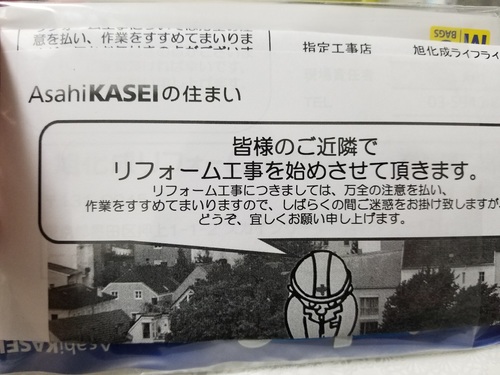 意を払い、作業をすすめてまいりま
指定工事店
BAGS
旭化成ライフライ
AsahiKASEIの住まい
皆様のご近隣で
リフォーム工事を始めさせて頂きます。
リフォーム工事につきましては、万全の注意を払い、
作業をすすめてまいりますので、しばらくの間ご迷惑をお掛け致しますが
どうぞ、宜しくお願い申し上げます。
AsahiKASEI